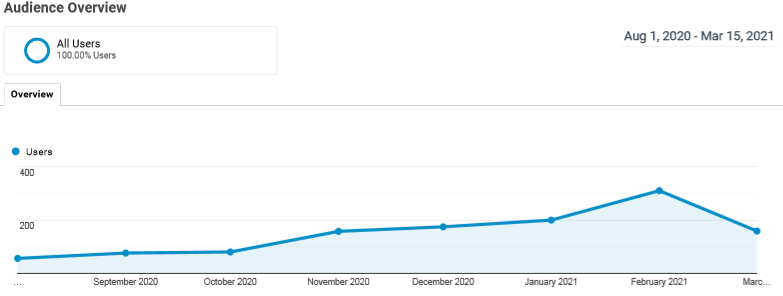 Audience Overview
All Users
100.00% Users
Aug 1, 2020 - Mar 15, 2021
Overview
Users
400
200
... September 2020 October 2020 November 2020 December 2020 January 2021 February 2021 Marc...